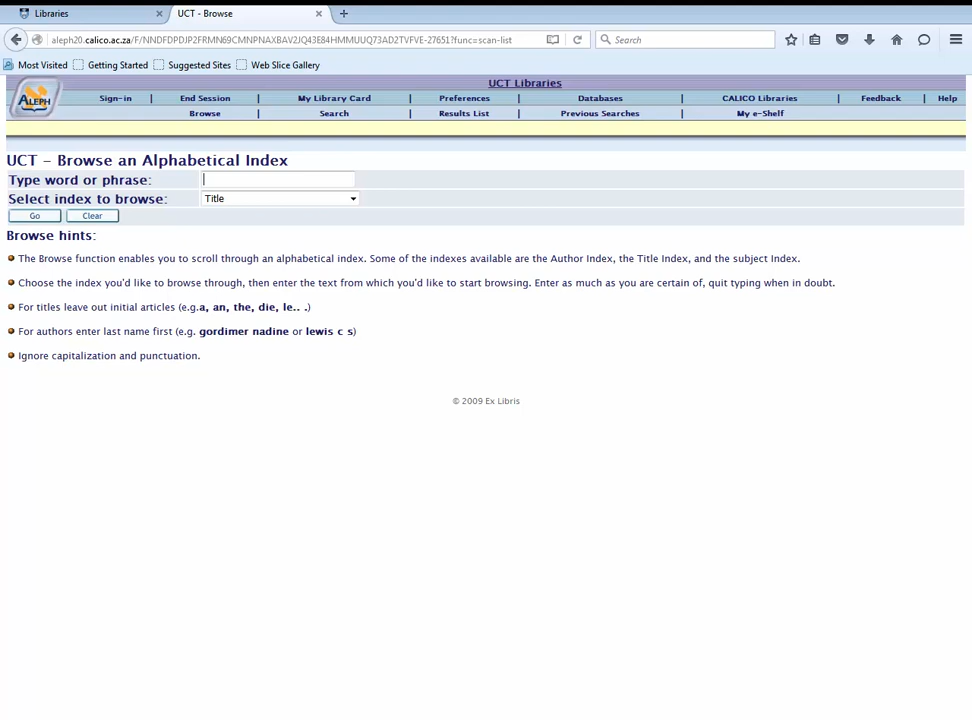 Libraries
UCT - Browse
aleph20.calico.ac.za/F/NNDFDPDJP2FRMN69CMNPNAXBAV2JQ43E84HMMUUQ73AD2TVFVE-27651?func=scan-list
Search
Most Visited Getting Started Suggested Sites Web Slice Gallery
UCT Libraries
ALEPH
Sign-in | End Session | My Library Card | Preferences | Databases | CALICO Libraries | Feedback | Help
Browse | Search | Results List | Previous Searches | My e-Shelf
UCT - Browse an Alphabetical Index
Type word or phrase:
Select index to browse: Title
Go Clear
Browse hints:
The Browse function enables you to scroll through an alphabetical index. Some of the indexes available are the Author Index, the Title Index, and the subject Index.
Choose the index you'd like to browse through, then enter the text from which you'd like to start browsing. Enter as much as you are certain of, quit typing when in doubt.
For titles leave out initial articles (e.g.a, an, the, die, le.. .)
For authors enter last name first (e.g. gordimer nadine or lewis c s)
Ignore capitalization and punctuation.
© 2009 Ex Libris